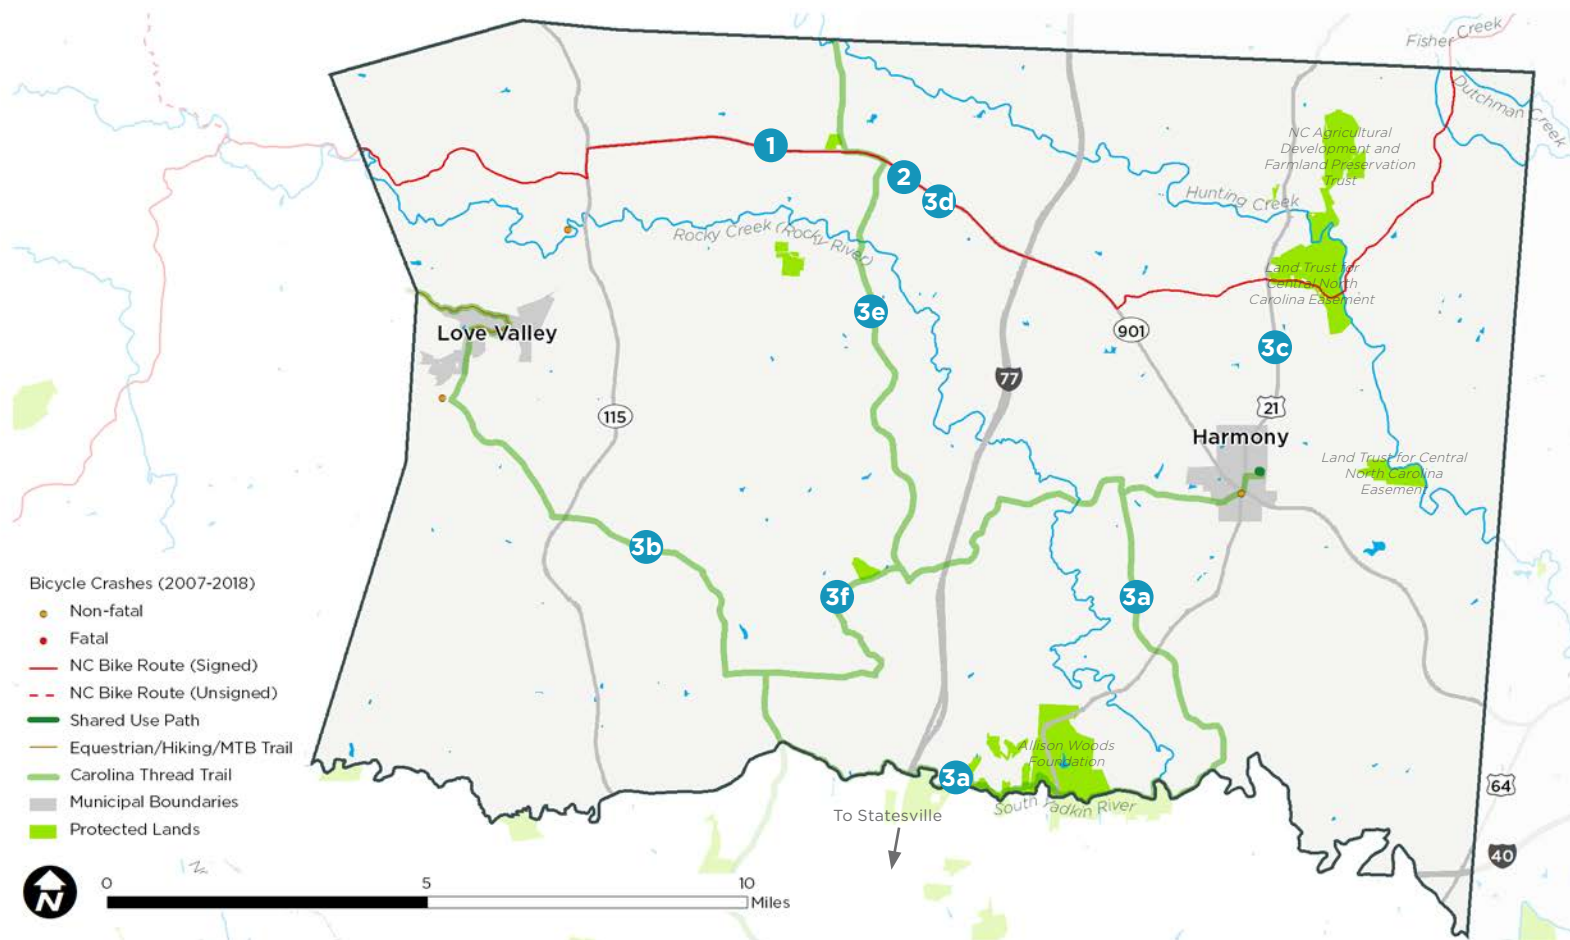 Fisher Creek
Dutchman Creek
NC Agricultural
Development and
Farmland Preservation
Trust
1
2
3d
Hunting Creek
Rocky Creek (Rocky River)
Land Trust for
Central North
Carolina Easement
3e
901
Love Valley
3c
77
21
115
Harmony
Land Trust for Central
North Carolina
Easement
3b
3f
3a
Bicycle Crashes (2007-2018)
Non-fatal
Fatal
NC Bike Route (Signed)
NC Bike Route (Unsigned)
Shared Use Path
Equestrian/Hiking/MTB Trail
Carolina Thread Trail
Municipal Boundaries
Protected Lands
Allison Woods
Foundation
3a
South Yadkin River
To Statesville
64
40
N
0 5 10
Miles